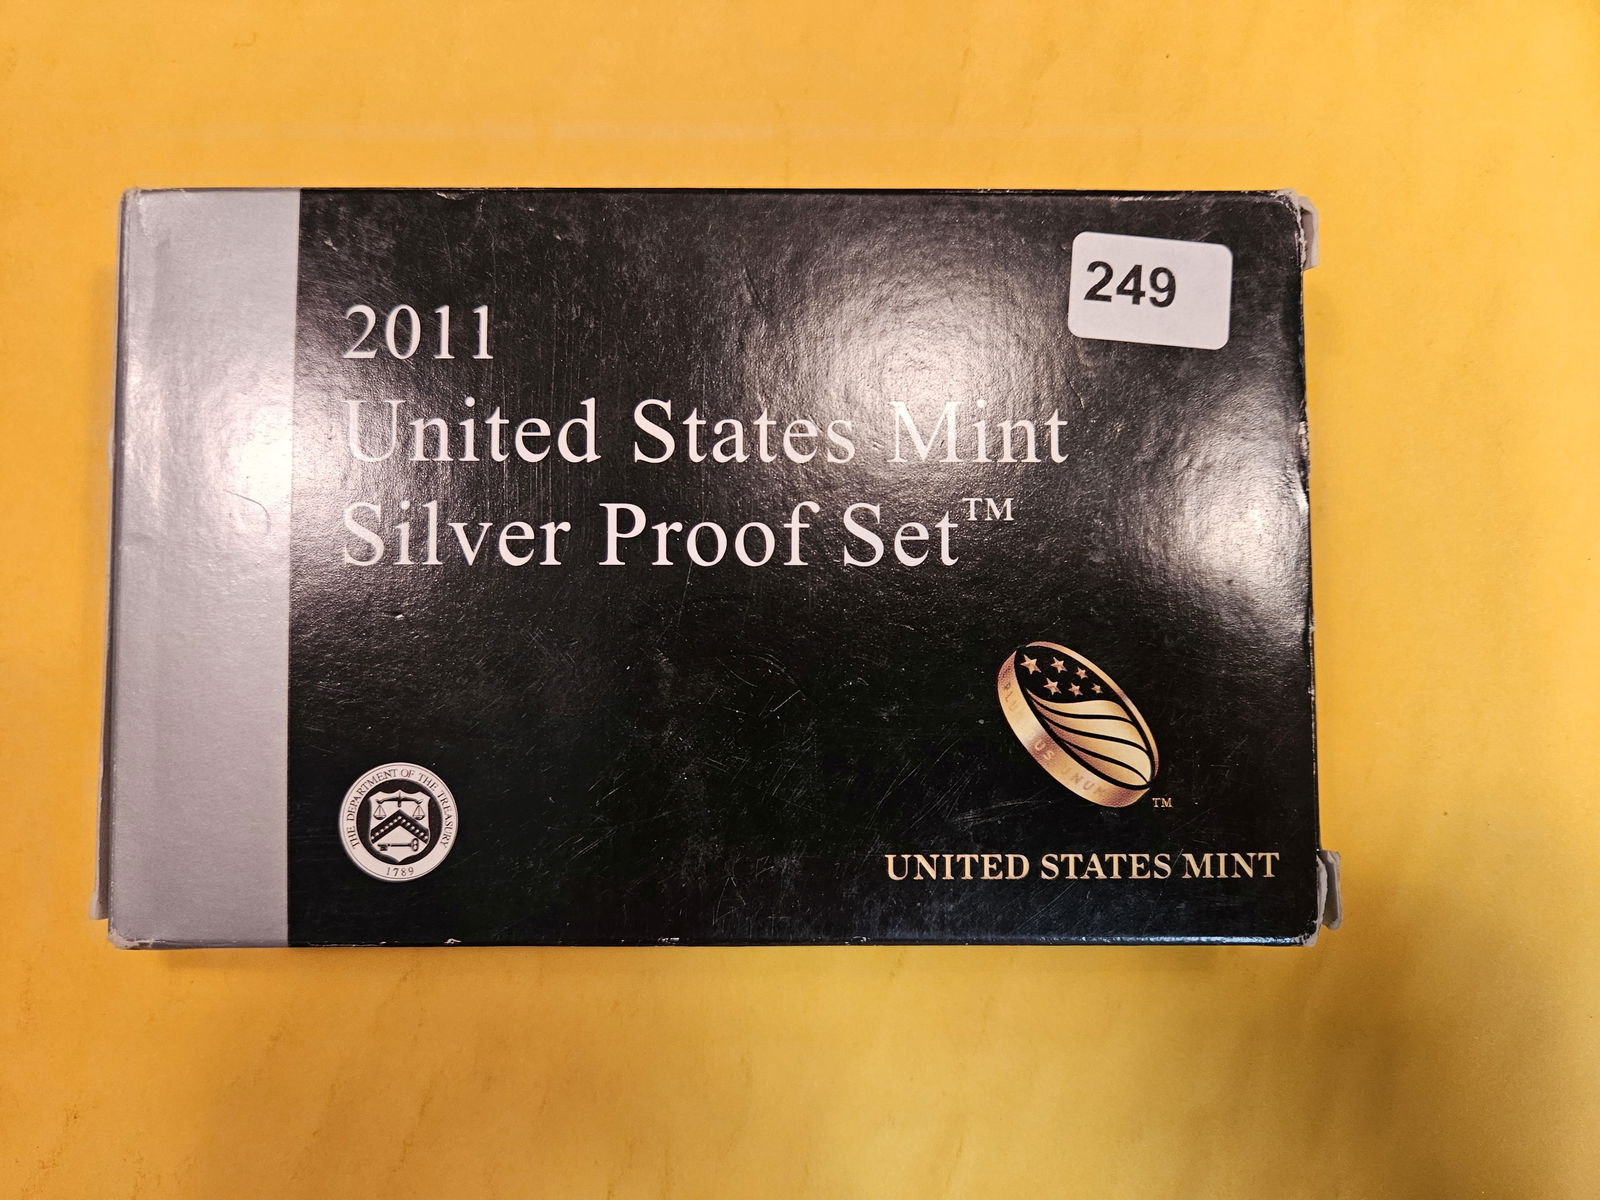 249
2011
United States Mint
Silver Proof Set™
THE DEPARTMENT OF THE TREASURY
1789
TM
UNITED STATES MINT